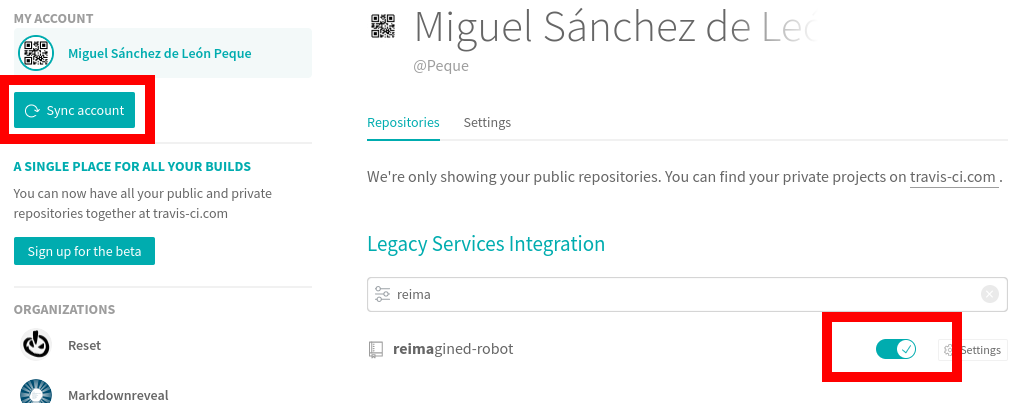 MY ACCOUNT
Miguel Sánchez de León Peque
Sync account
A SINGLE PLACE FOR ALL YOUR BUILDS
You can now have all your public and private
repositories together at travis-ci.com
Sign up for the beta
ORGANIZATIONS
Reset
Markdownreveal
Miguel Sánchez de Leo
@Peque
Repositories
Settings
We're only showing your public repositories. You can find your private projects on travis-ci.com .
Legacy Services Integration
reima
reimagined-robot
Settings